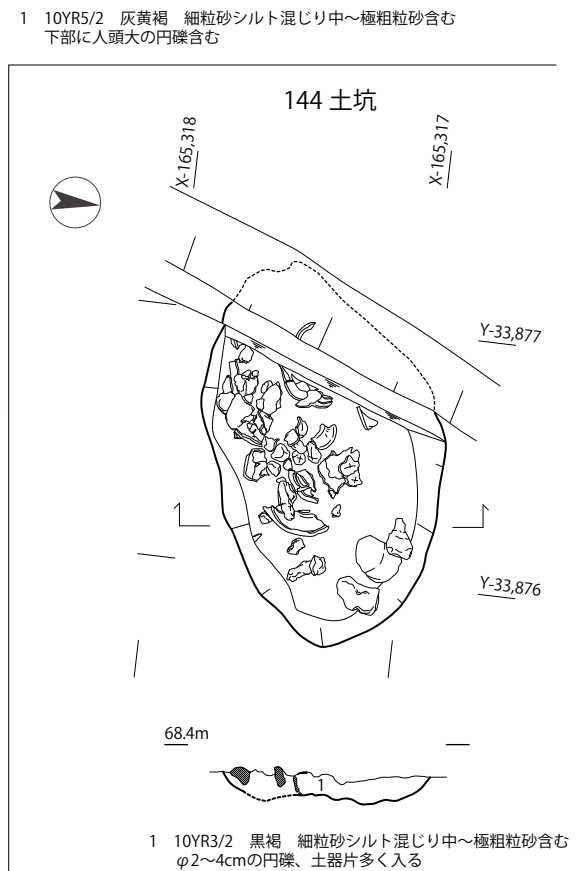 1 10YR5/2 灰黄褐 細粒砂シルト混じり中～極粗粒砂含む
下部に人頭大の円礫含む
144 土坑
X-165,318
X-165,317
Y-33,877
Y-33,876
68.4m
1
1 10YR3/2 黒褐 細粒砂シルト混じり中～極粗粒砂含む
φ2～4cmの円礫、土器片多く入る